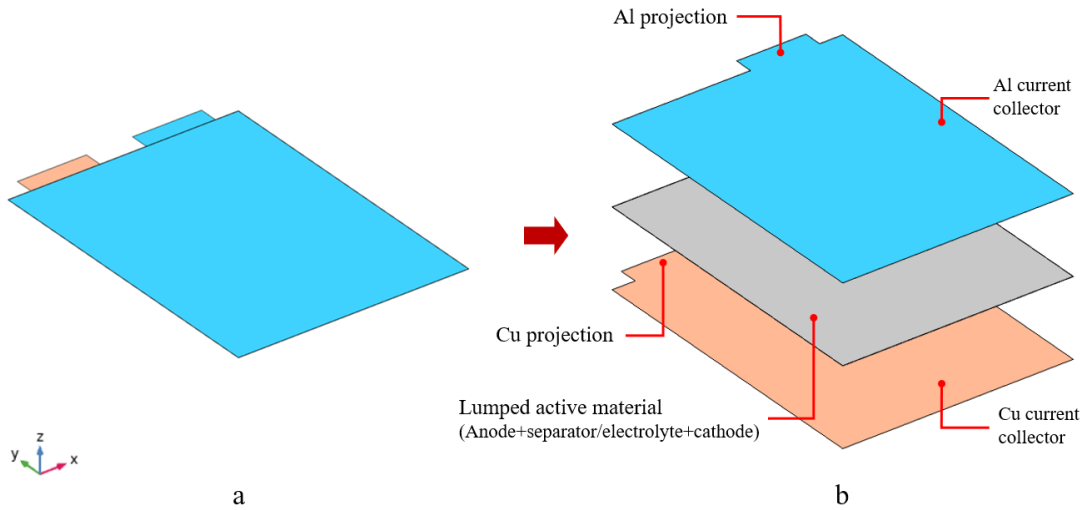 Al projection
Al current
collector
Cu projection
Lumped active material
(Anode+separator/electrolyte+cathode)
Cu current
collector
z
y
x
a
b